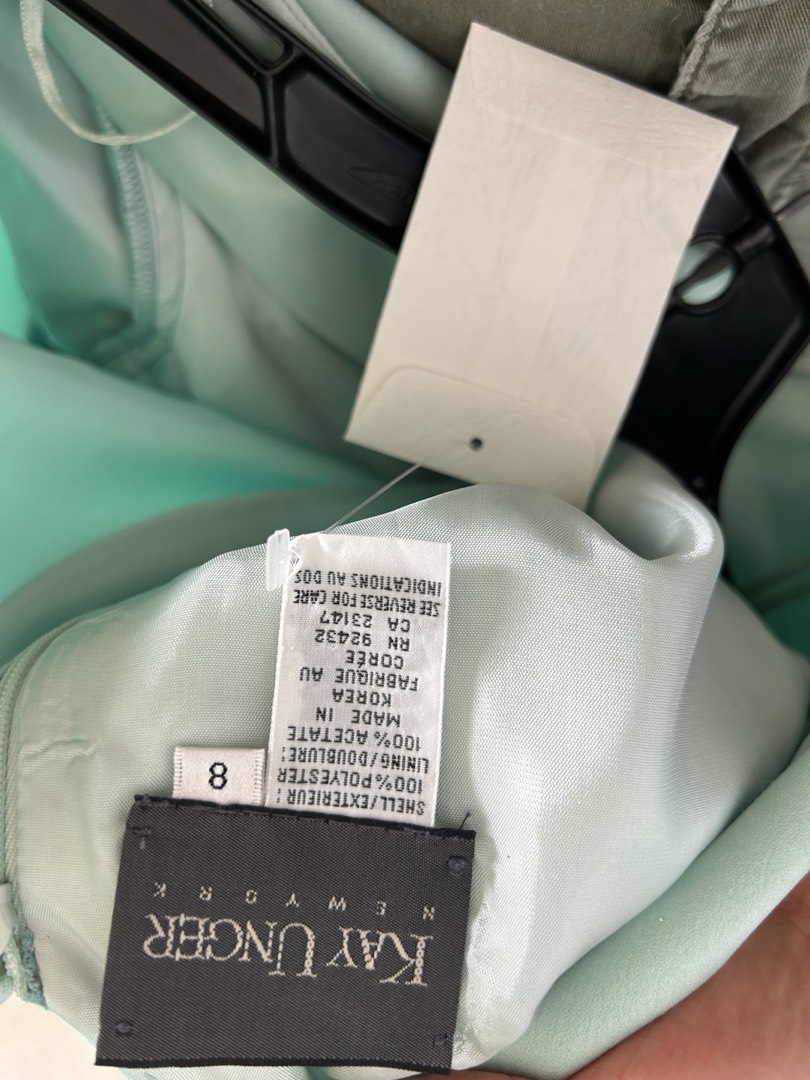 KAY UNGER
NEW YORK
8
SHELL/EXTERIEUR:
100% POLYESTER
LINING/DOUBLURE:
100% ACETATE
MADE IN
KOREA
FABRIQUE AU
CORÉE
RN 92432
CA 23147
SEE REVERSE FOR CARE
INDICATIONS AU DOS